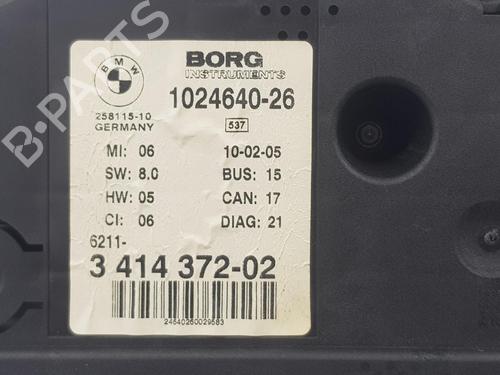 BMW
BORG
INSTRUMENTS
258115-10
GERMANY
1024640-26
537
MI: 06 10-02-05
SW: 8.0 BUS: 15
HW: 05 CAN: 17
CI: 06 DIAG: 21
6211-
3 414 372-02
24640260029583
B-PARTS